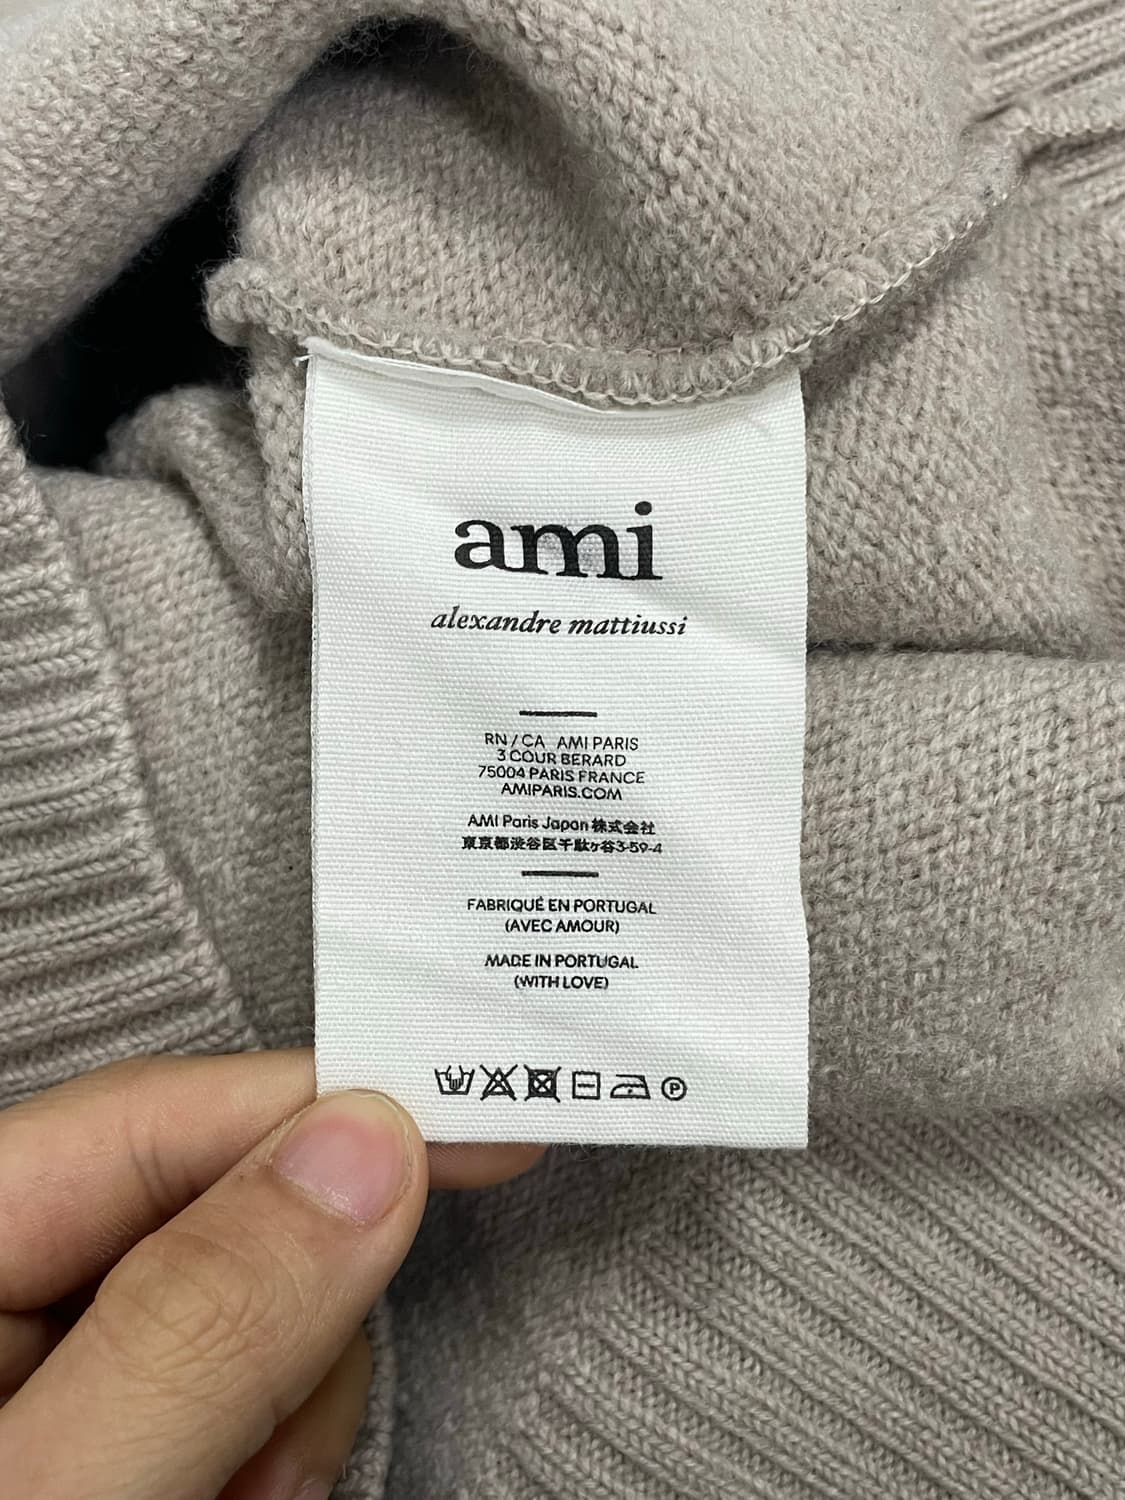 ami
alexandre mattiussi
RN / CA AMI PARIS
3 COUR BERARD
75004 PARIS FRANCE
AMIPARIS.COM
AMI Paris Japan 株式会社
東京都渋谷区千駄ヶ谷3-59-4
FABRIQUÉ EN PORTUGAL
(AVEC AMOUR)
MADE IN PORTUGAL
(WITH LOVE)
P